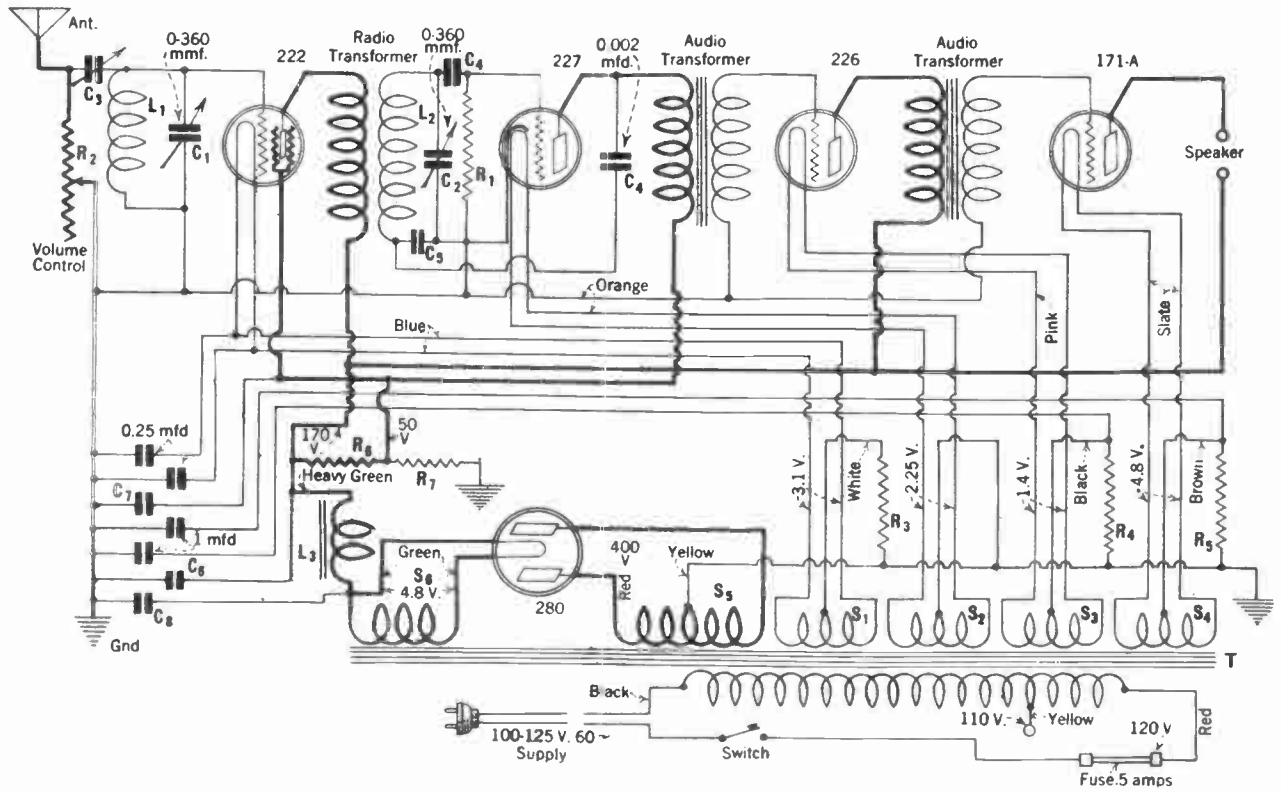 Ant.
0-360
mmf.
222
Radio
Transformer
0-360
mmf.
C4
227
0.002
mfd.
Audio
Transformer
226
Audio
Transformer
171-A
C3
L1
C1
R2
L2
C2
R1
C4
C5
Speaker
Volume
Control
Orange
Blue
Pink
Slate
0.25 mfd
170
V.
50
V
R6
Heavy Green
R7
C7
1 mfd
C6
C8
Gnd
L3
Green
S6
4.8 V.
280
400
V
Red
Yellow
S5
3.1 V.
White
R3
2.25 V.
1.4 V.
Black
R4
4.8 V.
Brown
R5
S1
S2
S3
S4
T
Black
100-125 V. 60~
Supply
Switch
110 V.
Yellow
Red
120 V
Fuse.5 amps